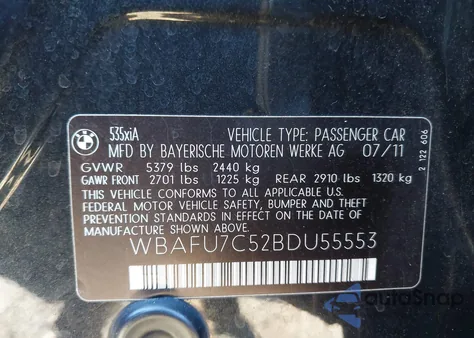 BMW
535xiA VEHICLE TYPE: PASSENGER CAR
MFD BY BAYERISCHE MOTOREN WERKE AG 07/11
GVWR 5379 lbs 2440 kg
GAWR FRONT 2701 lbs 1225 kg REAR 2910 lbs 1320 kg
THIS VEHICLE CONFORMS TO ALL APPLICABLE U.S.
FEDERAL MOTOR VEHICLE SAFETY, BUMPER AND THEFT
PREVENTION STANDARDS IN EFFECT ON THE DATE OF
MANUFACTURE SHOWN ABOVE.
WBAFU7C52BDU55553
2 122 606
autoSnap